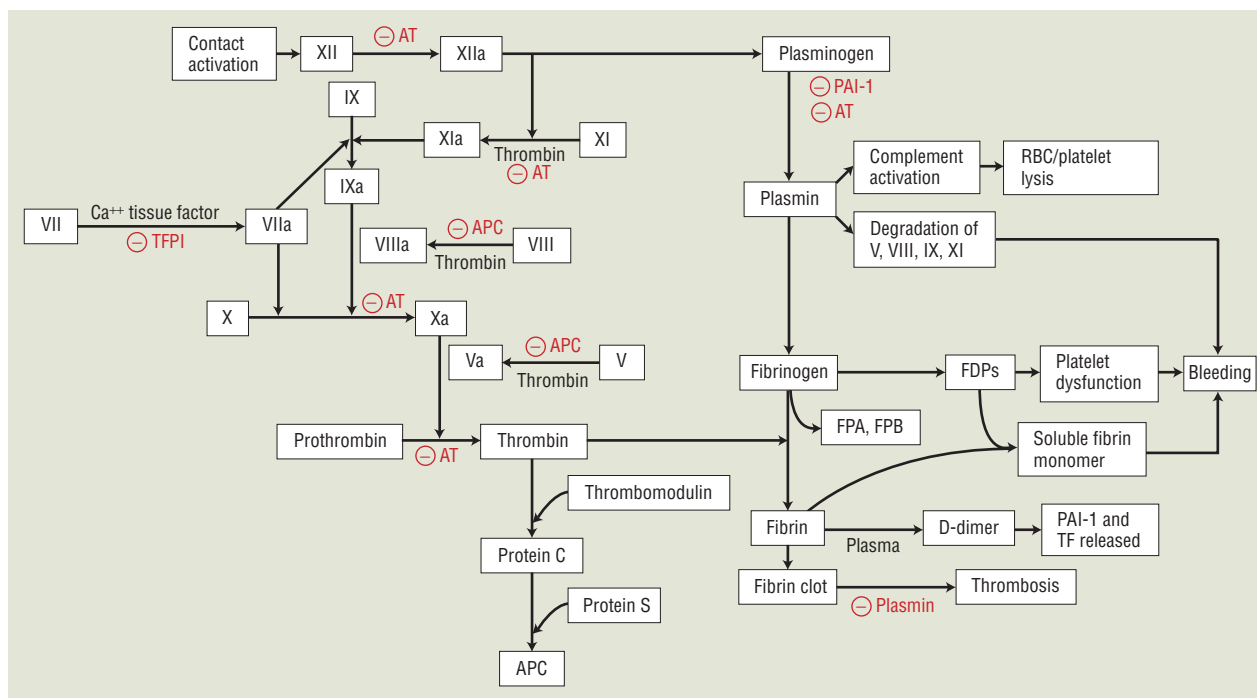 Contact
activation
XII
⊖ AT
XIIa
Plasminogen
⊖ PAI-1
⊖ AT
IX
XIa
Thrombin
⊖ AT
XI
IXa
Complement
activation
RBC/platelet
lysis
Plasmin
VII
Ca++ tissue factor
⊖ TFPI
VIIa
VIIIa
⊖ APC
Thrombin
VIII
Degradation of
V, VIII, IX, XI
X
⊖ AT
Xa
Va
⊖ APC
Thrombin
V
Fibrinogen
FDPs
Platelet
dysfunction
Bleeding
FPA, FPB
Prothrombin
⊖ AT
Thrombin
Soluble fibrin
monomer
Thrombomodulin
Fibrin
Plasma
D-dimer
PAI-1 and
TF released
Protein C
Fibrin clot
⊖ Plasmin
Thrombosis
Protein S
APC